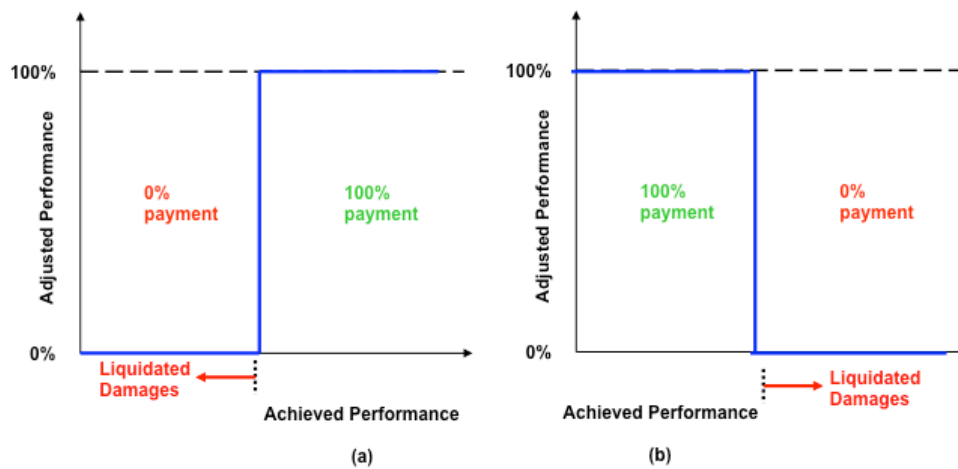 100%
Adjusted Performance
0%
payment
100%
payment
0%
Liquidated
Damages
Achieved Performance
(a)
100%
Adjusted Performance
100%
payment
0%
payment
0%
Liquidated
Damages
Achieved Performance
(b)